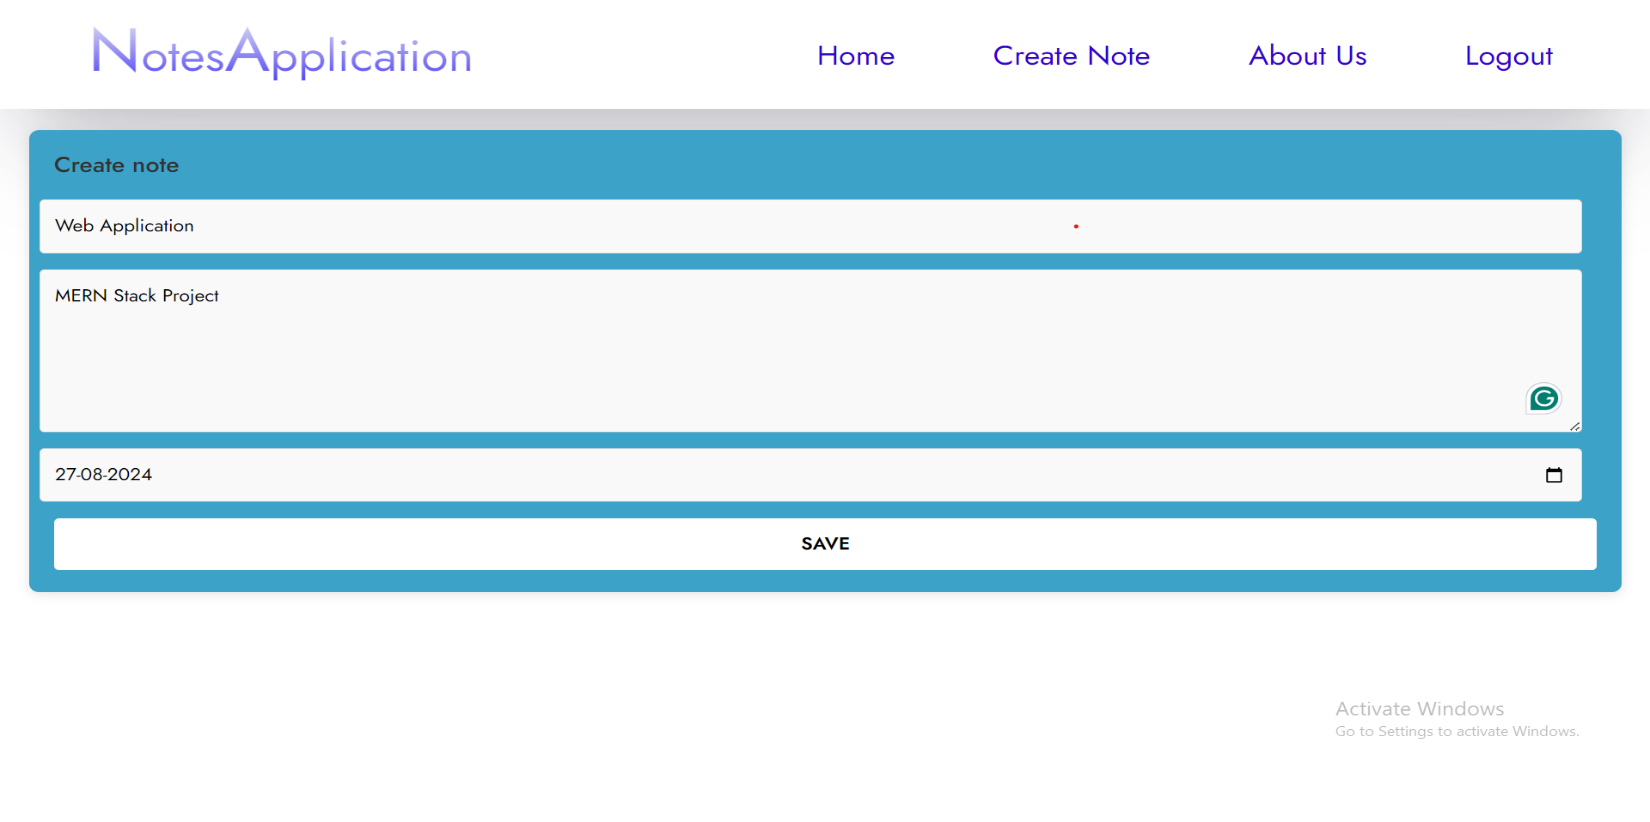 NotesApplication
Home
Create Note
About Us
Logout
Create note
Web Application
MERN Stack Project
27-08-2024
SAVE
Activate Windows
Go to Settings to activate Windows.